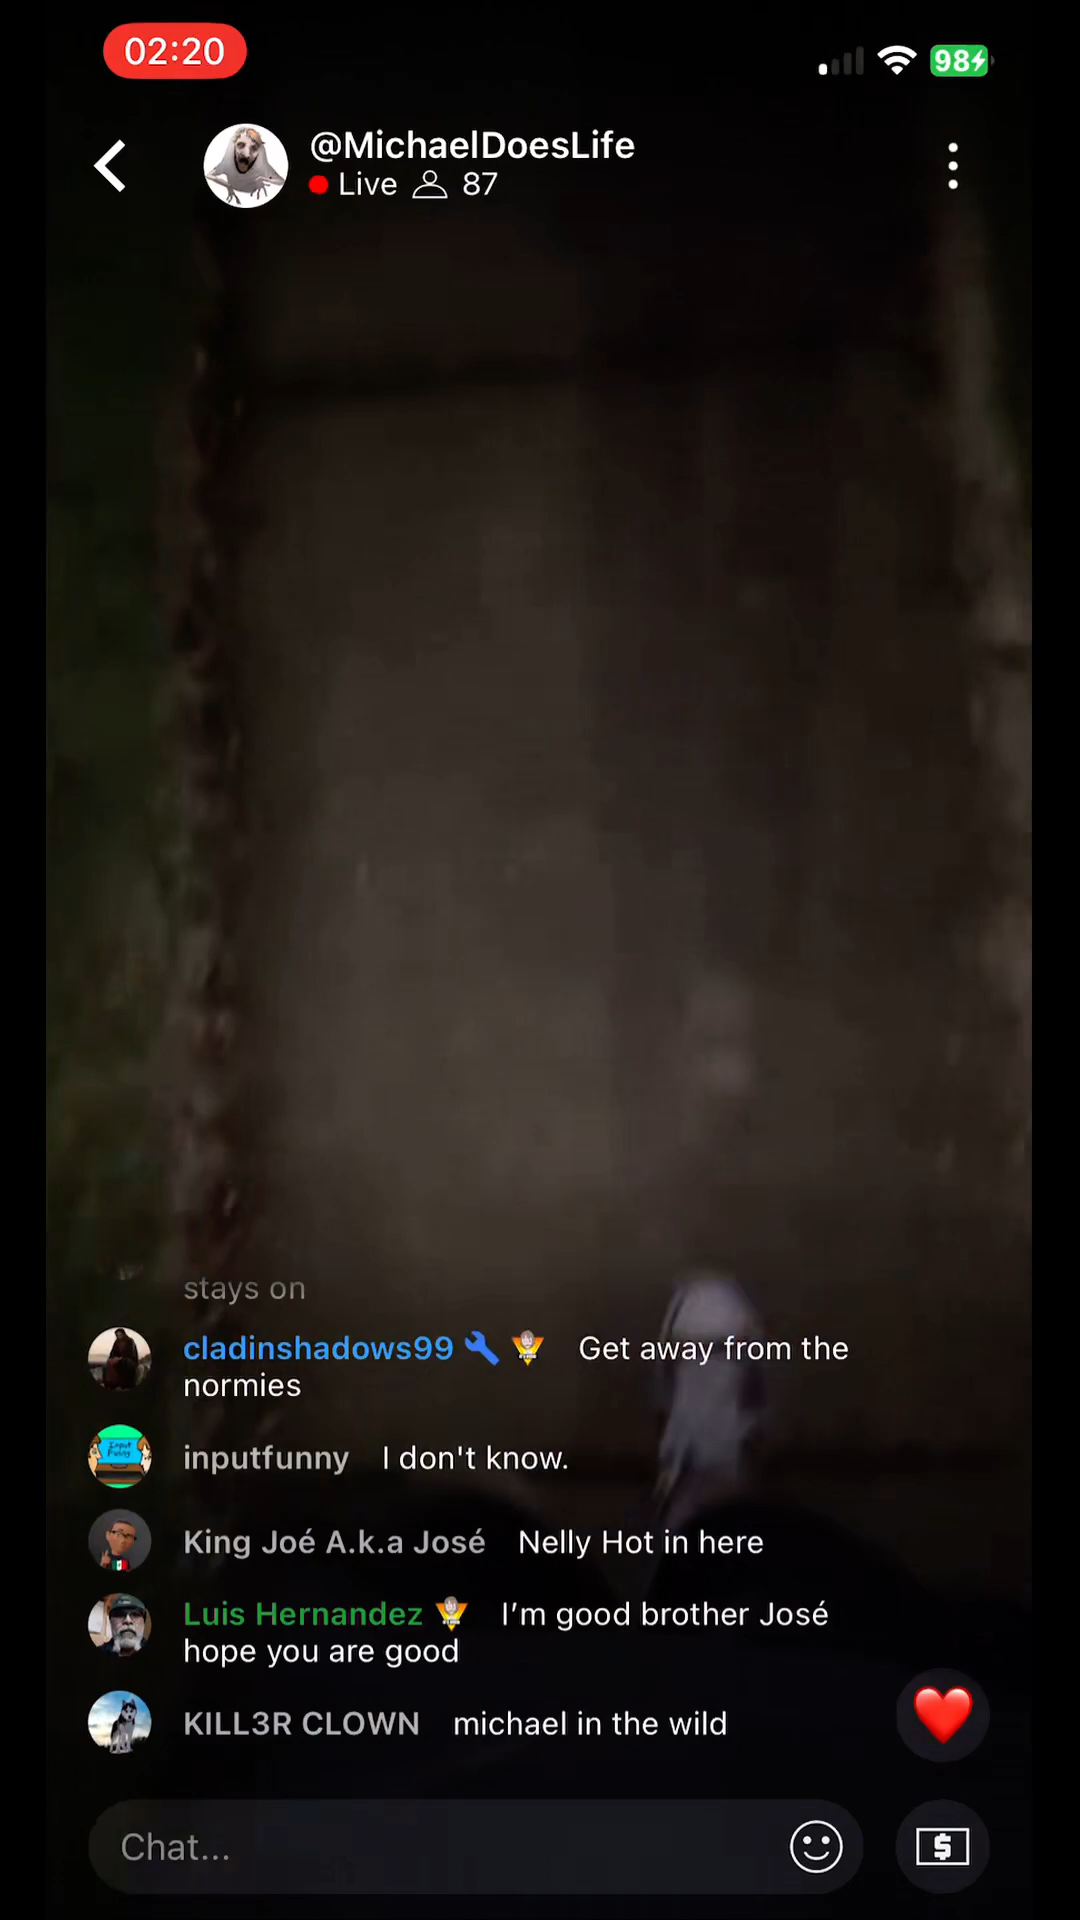 02:20
98
@MichaelDoesLife
Live 87
stays on
cladinshadows99 Get away from the
normies
inputfunny I don't know.
King Joé A.k.a José Nelly Hot in here
Luis Hernandez I’m good brother José
hope you are good
KILL3R CLOWN michael in the wild
Chat...
$